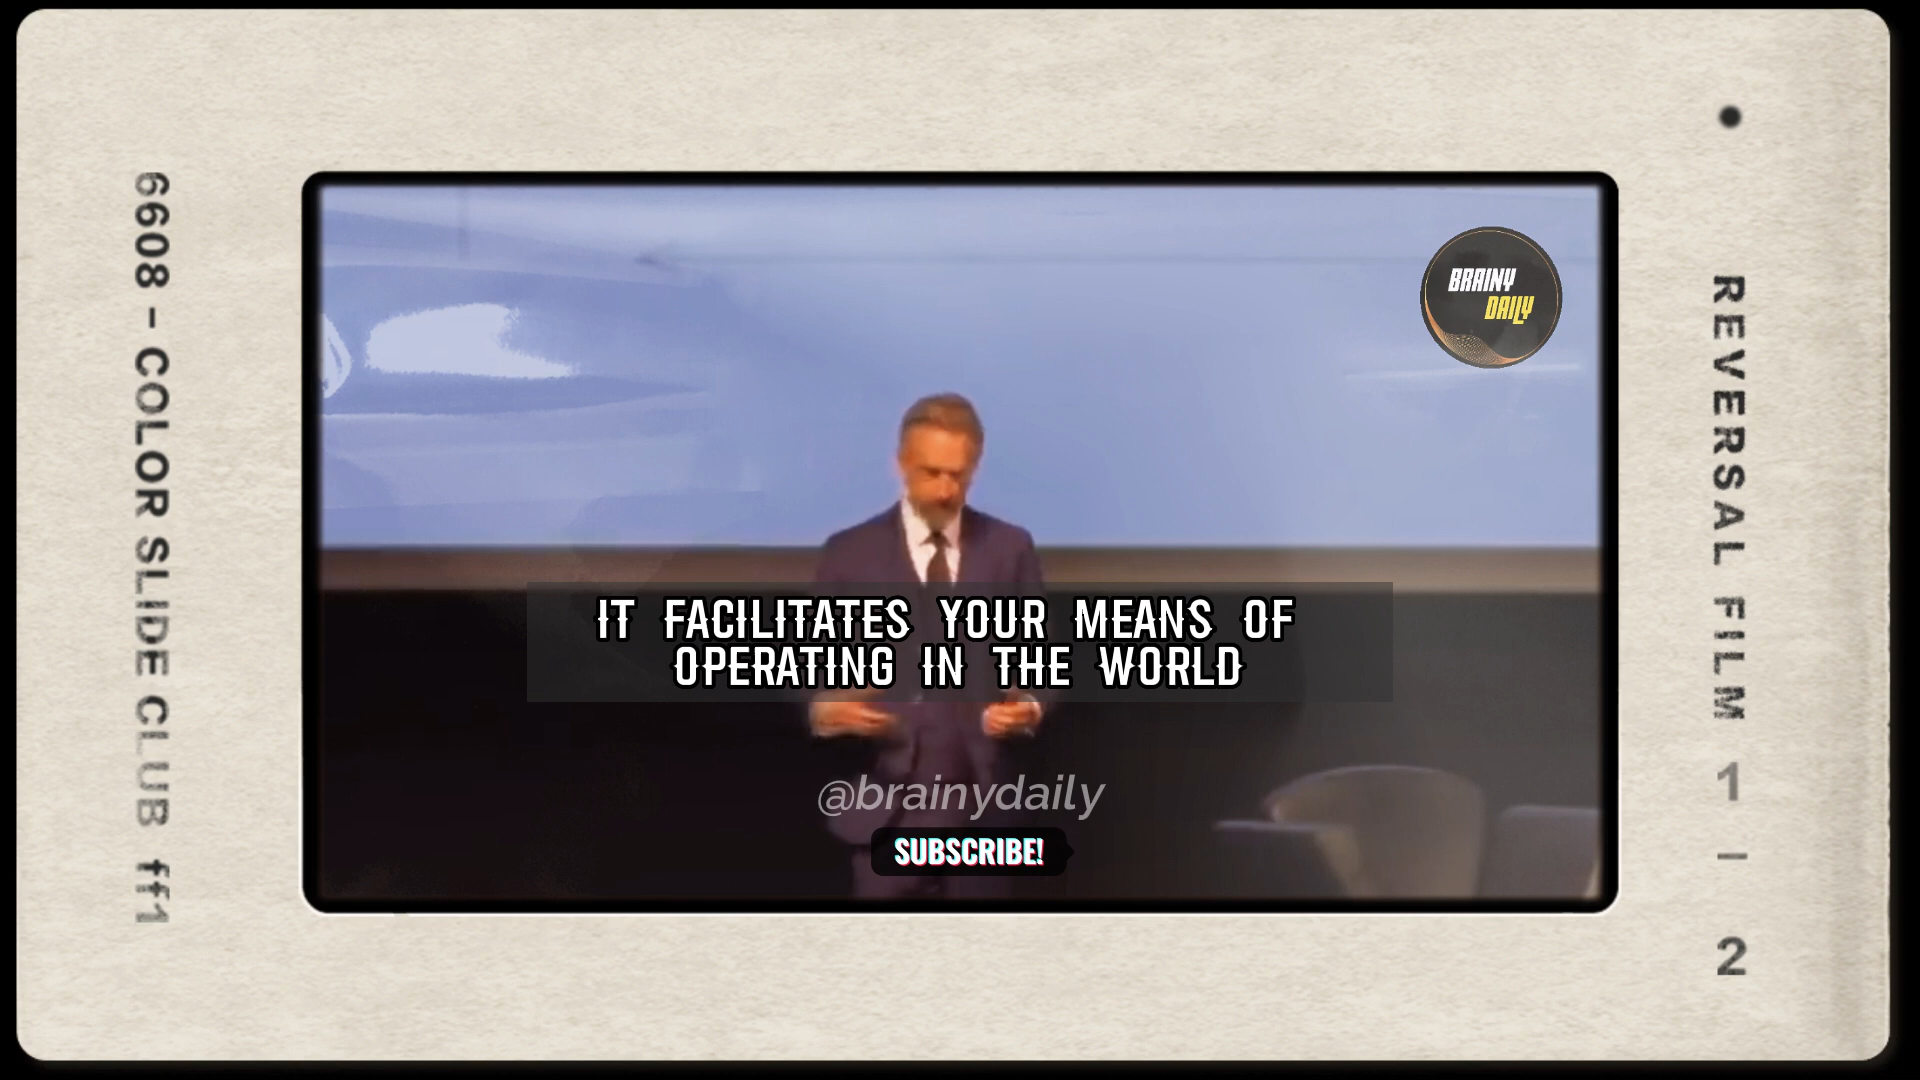 6608 - COLOR SLIDE CLUB ff1
BRAINY
DAILY
IT FACILITATES YOUR MEANS OF
OPERATING IN THE WORLD
@brainydaily
SUBSCRIBE!
REVERSAL FILM 1 - 2